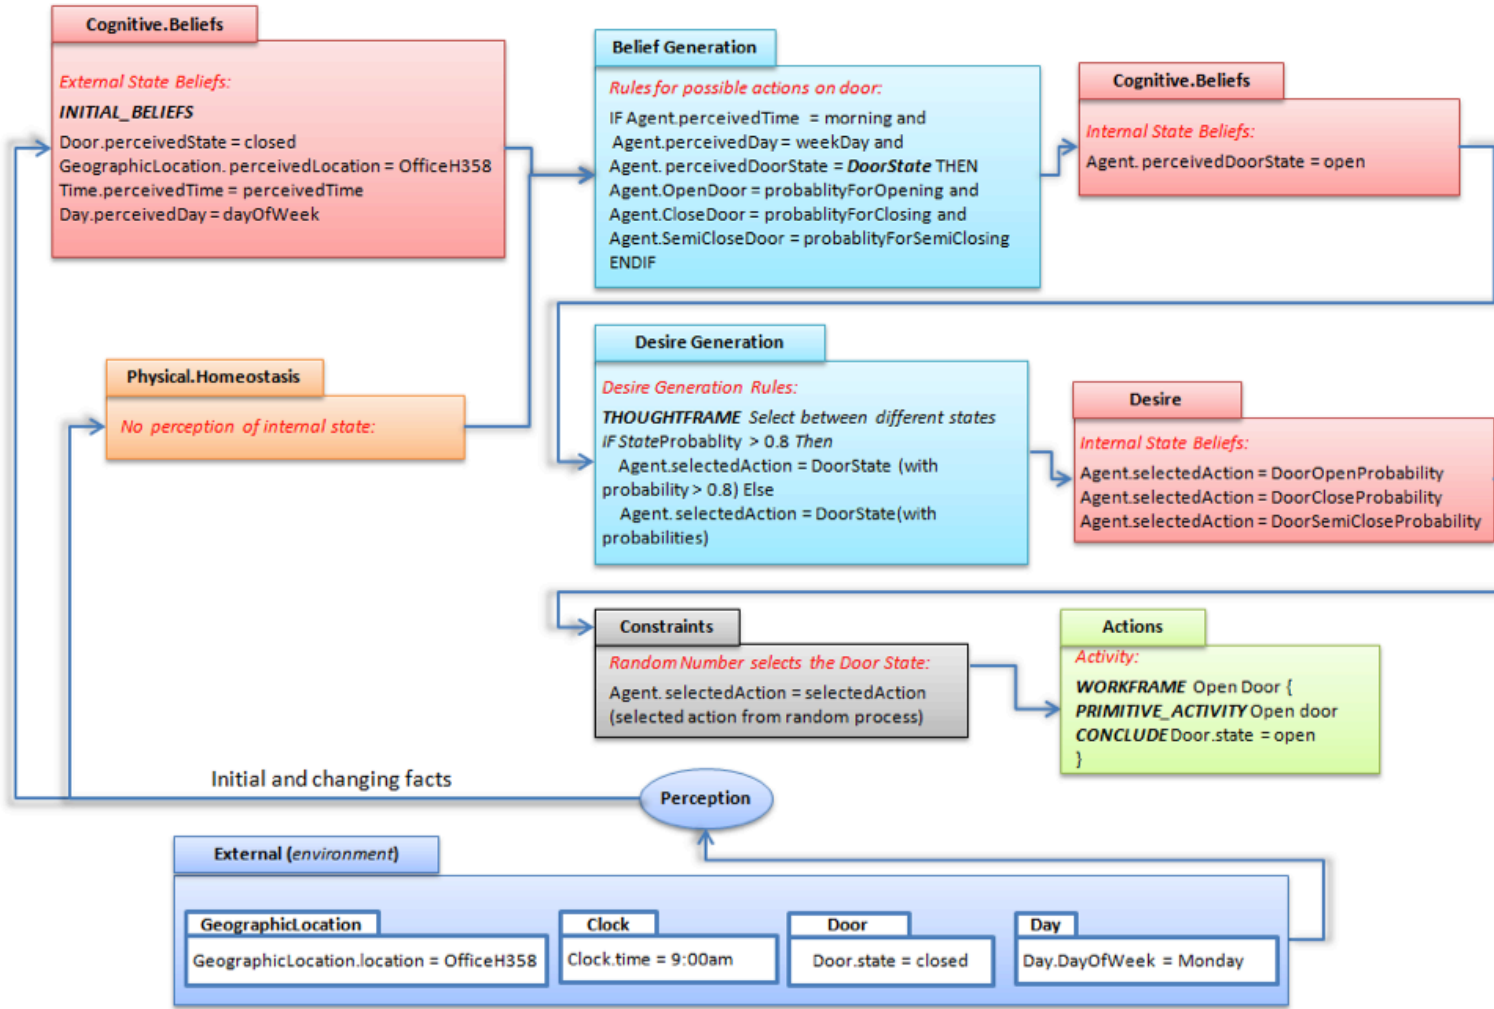 Cognitive.Beliefs
External State Beliefs:
INITIAL_BELIEFS
Door.perceivedState = closed
GeographicLocation. perceivedLocation = OfficeH358
Time.perceivedTime = perceivedTime
Day.perceivedDay = dayOfWeek
Belief Generation
Rules for possible actions on door:
IF Agent.perceivedTime = morning and
Agent.perceivedDay = weekDay and
Agent. perceivedDoorState = DoorState THEN
Agent.OpenDoor = probablityForOpening and
Agent.CloseDoor = probablityForClosing and
Agent.SemiCloseDoor = probablityForSemiClosing
ENDIF
Cognitive.Beliefs
Internal State Beliefs:
Agent. perceivedDoorState = open
Physical.Homeostasis
No perception of internal state:
Desire Generation
Desire Generation Rules:
THOUGHTFRAME Select between different states
IF StateProbablity > 0.8 Then
Agent.selectedAction = DoorState (with
probability > 0.8) Else
Agent. selectedAction = DoorState(with
probabilities)
Desire
Internal State Beliefs:
Agent.selectedAction = DoorOpenProbability
Agent.selectedAction = DoorCloseProbability
Agent.selectedAction = DoorSemiCloseProbability
Constraints
Random Number selects the Door State:
Agent. selectedAction = selectedAction
(selected action from random process)
Actions
Activity:
WORKFRAME Open Door {
PRIMITIVE_ACTIVITY Open door
CONCLUDE Door.state = open
}
Initial and changing facts
Perception
External (environment)
GeographicLocation
GeographicLocation.location = OfficeH358
Clock
Clock.time = 9:00am
Door
Door.state = closed
Day
Day.DayOfWeek = Monday